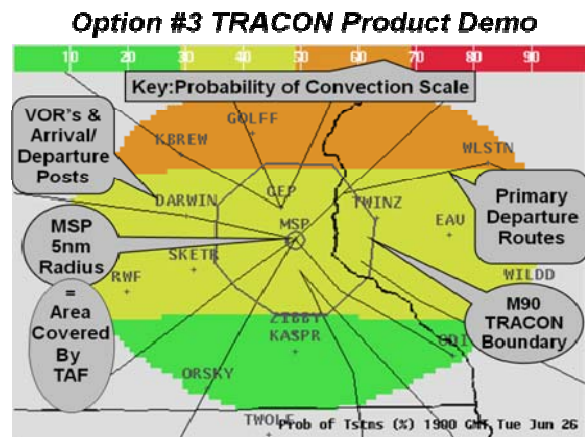 Option #3 TRACON Product Demo
10 20 30 40 50 60 70 80 90
Key:Probability of Convection Scale
VOR's &
Arrival/
Departure
Posts
GOLFF
KBREW
WLSTN
DARWIN
GEP
TWINZ
Primary
Departure
Routes
MSP
5nm
Radius
MSP
EAU
SKETR
RWF
WILDD
=
Area
Covered
By
TAF
M90
TRACON
Boundary
ZIBBY
KASPR
ODI
ORSKY
TWOLF
Prob of Tstms (%) 1900 GMT Tue Jun 26